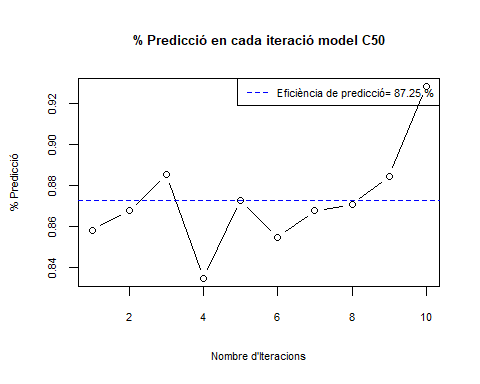 % Predicció en cada iteració model C50
Eficiència de predicció= 87.25 %
% Predicció
0.92
0.90
0.88
0.86
0.84
2
4
6
8
10
Nombre d'Iteracions